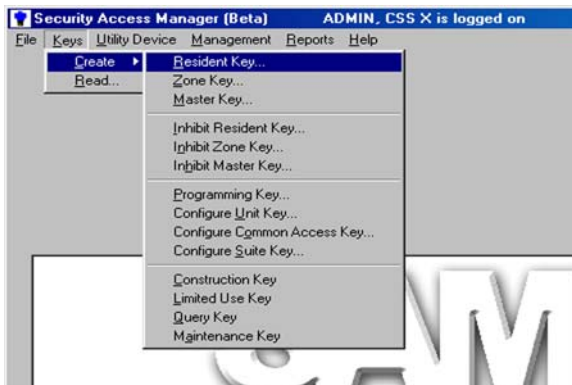 Security Access Manager (Beta) ADMIN, CSS X is logged on
File Keys Utility Device Management Reports Help
Create Resident Key...
Read... Zone Key...
Master Key...
Inhibit Resident Key...
Inhibit Zone Key...
Inhibit Master Key...
Programming Key...
Configure Unit Key...
Configure Common Access Key...
Configure Suite Key...
Construction Key
Limited Use Key
Query Key
Maintenance Key
SAM